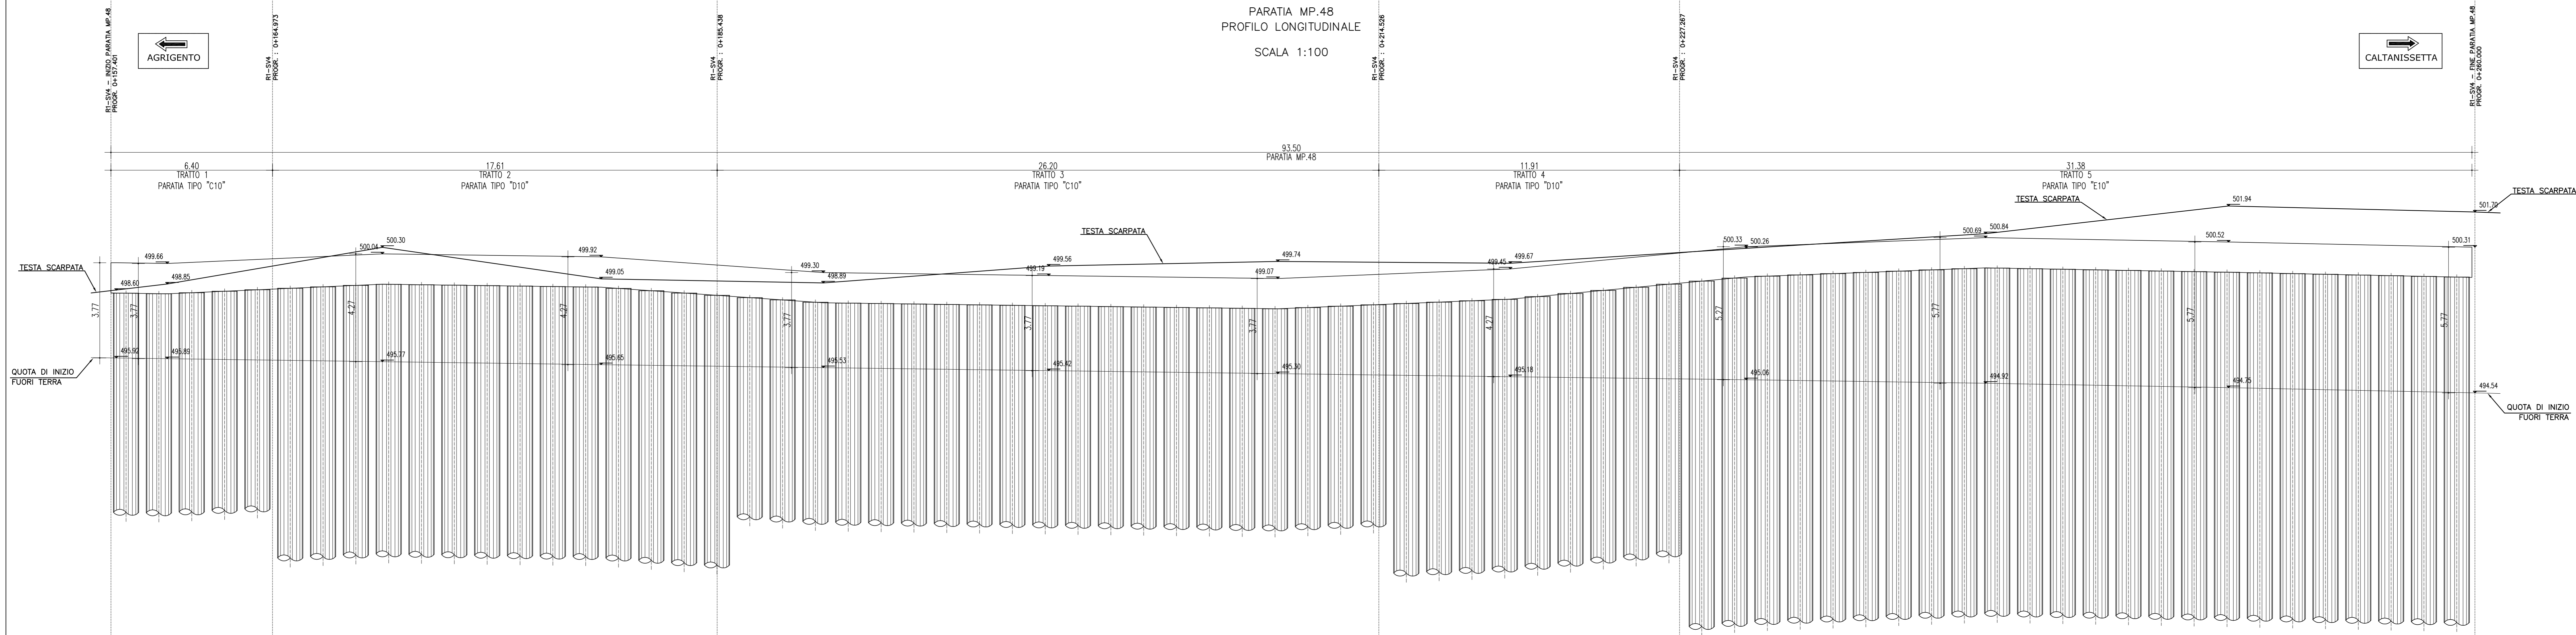 PARATIA MP.48
PROFILO LONGITUDINALE
SCALA 1:100
AGRIGENTO
CALTANISSETTA
R1-SV4 - INIZIO PARATIA MP.48
PROGR. 0+157.401
R1-SV4
PROGR. : 0+164.973
R1-SV4
PROGR. : 0+185.438
R1-SV4
PROGR. : 0+214.526
R1-SV4
PROGR. : 0+227.267
R1-SV4 - FINE PARATIA MP.48
PROGR. 0+260.000
93.50
PARATIA MP.48
6.40
TRATTO 1
PARATIA TIPO "C10"
17.61
TRATTO 2
PARATIA TIPO "D10"
26.20
TRATTO 3
PARATIA TIPO "C10"
11.91
TRATTO 4
PARATIA TIPO "D10"
31.38
TRATTO 5
PARATIA TIPO "E10"
TESTA SCARPATA
TESTA SCARPATA
TESTA SCARPATA
TESTA SCARPATA
499.66
498.85
498.60
500.04
500.30
499.92
499.05
499.30
498.89
499.56
499.19
499.74
499.07
499.67
499.45
500.33
500.26
500.69
500.84
501.94
500.52
501.70
500.31
3.77
3.77
4.27
4.27
3.77
3.77
3.77
4.27
5.27
5.77
5.77
5.77
495.92
495.89
495.77
495.65
495.53
495.42
495.30
495.18
495.06
494.92
494.75
494.54
QUOTA DI INIZIO
FUORI TERRA
QUOTA DI INIZIO
FUORI TERRA